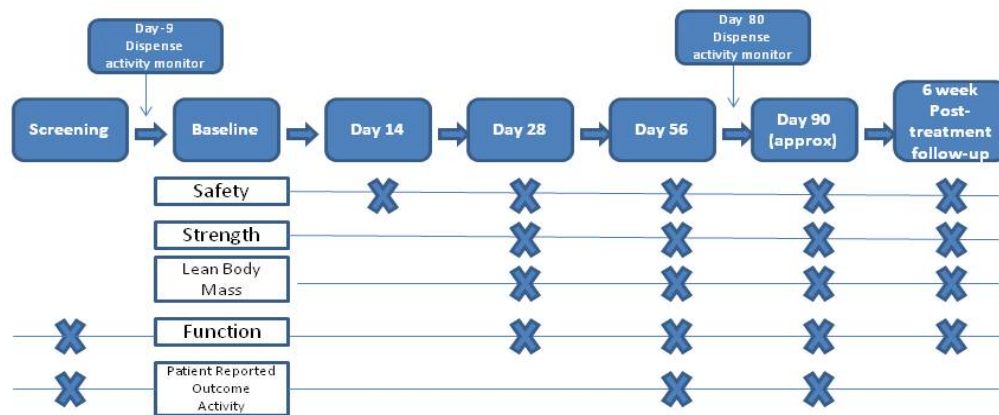 Day-9
Dispense
activity monitor
Day 80
Dispense
activity monitor
Screening
Baseline
Day 14
Day 28
Day 56
Day 90
(approx)
6 week
Post-
treatment
follow-up
Safety
Strength
Lean Body
Mass
Function
Patient Reported
Outcome
Activity